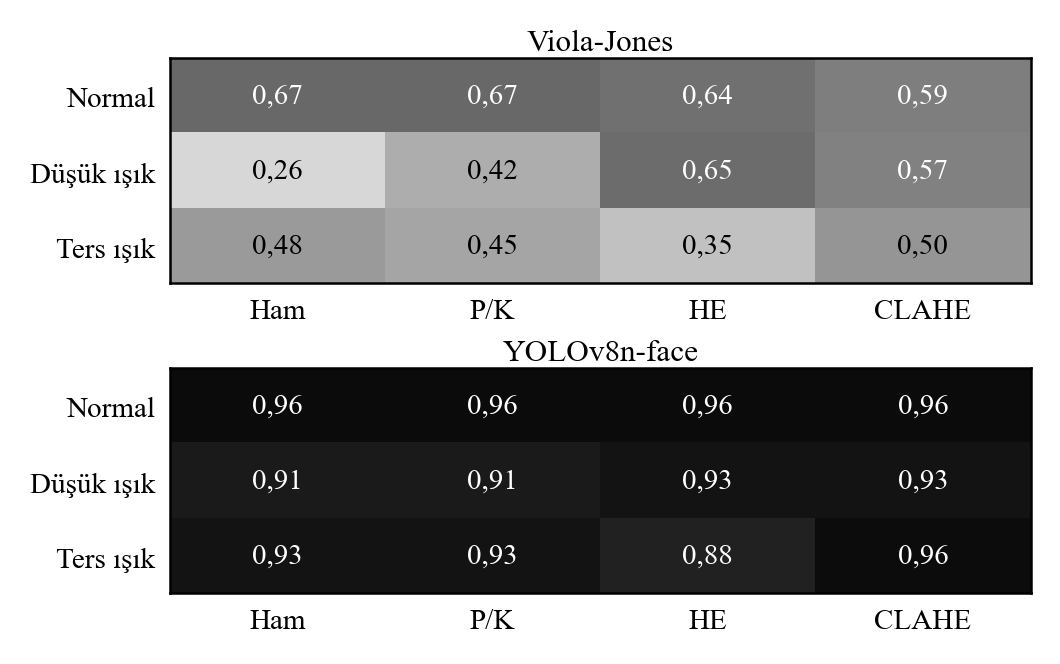 Viola-Jones
Normal 0,67 0,67 0,64 0,59
Düşük ışık 0,26 0,42 0,65 0,57
Ters ışık 0,48 0,45 0,35 0,50
Ham P/K HE CLAHE
YOLOv8n-face
Normal 0,96 0,96 0,96 0,96
Düşük ışık 0,91 0,91 0,93 0,93
Ters ışık 0,93 0,93 0,88 0,96
Ham P/K HE CLAHE